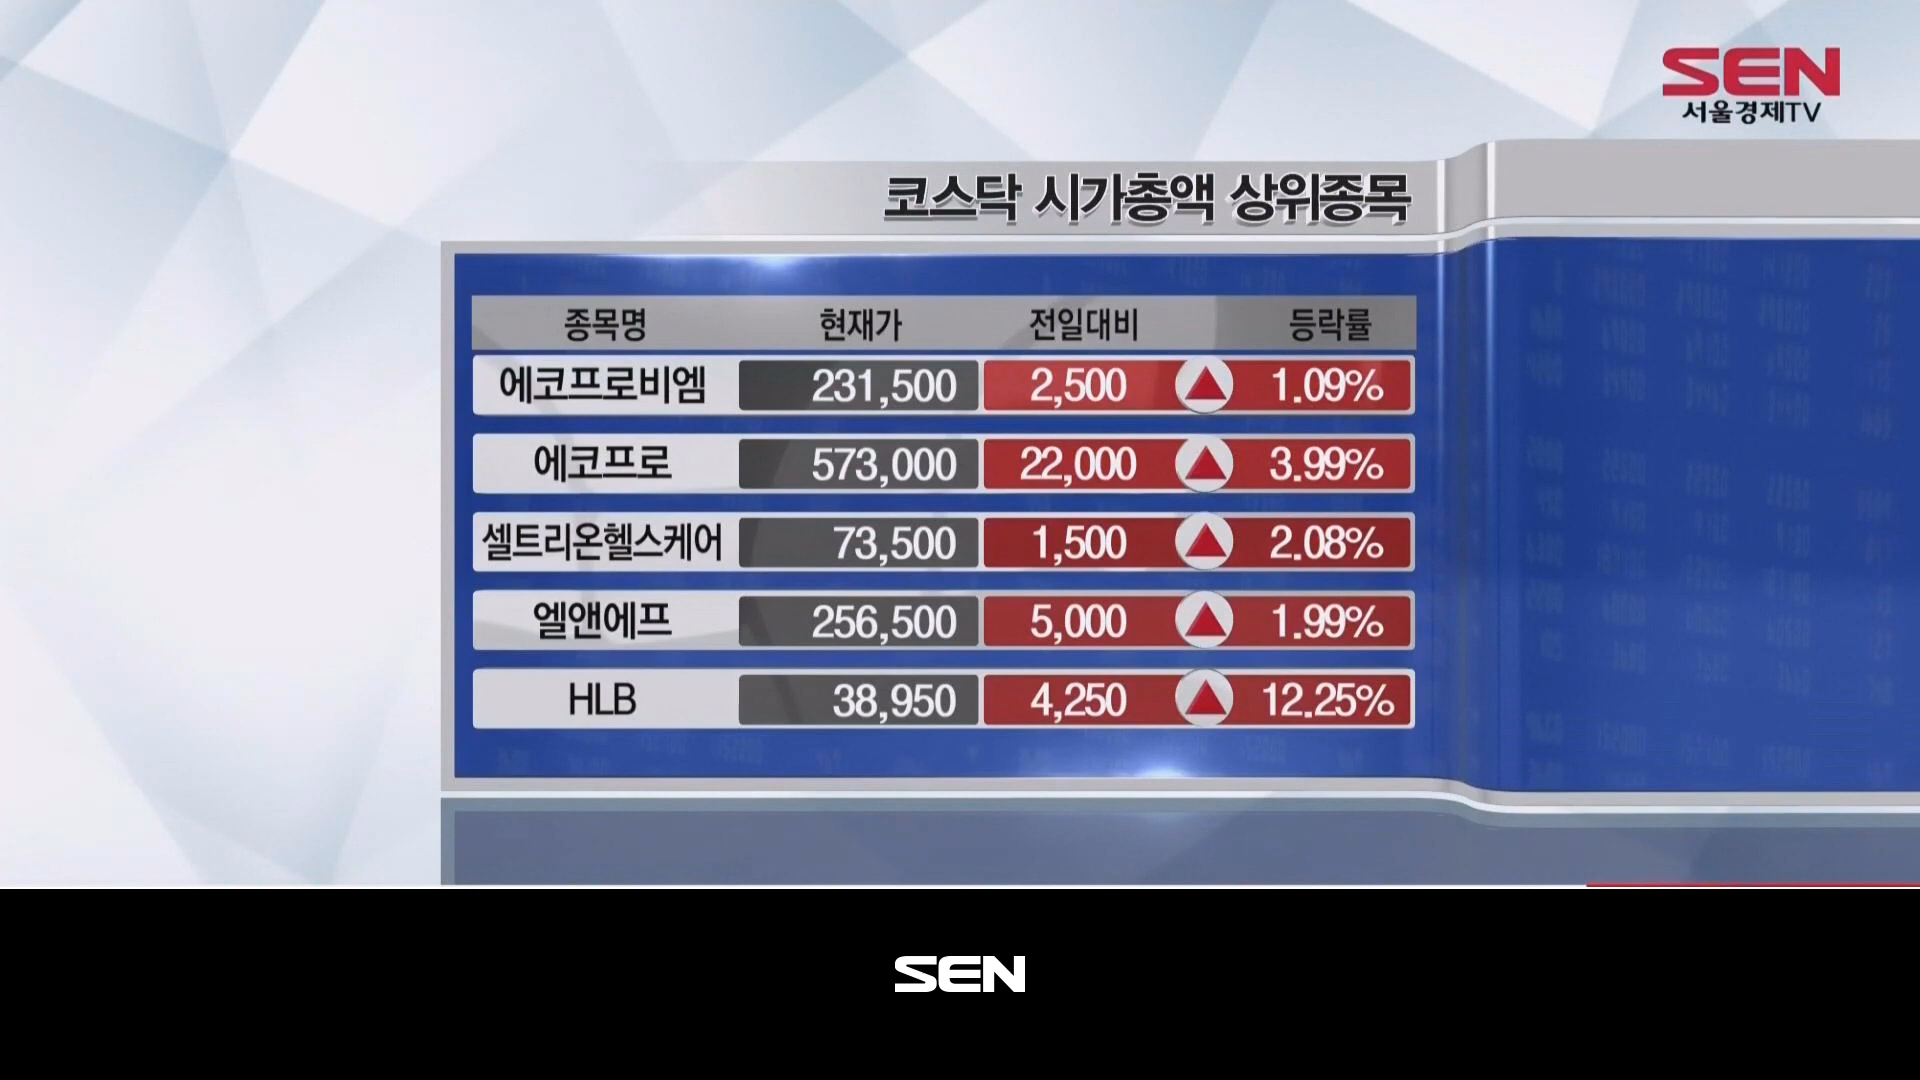 SEN
서울경제TV
코스닥 시가총액 상위종목
종목명 현재가 전일대비 등락률
에코프로비엠 231,500 2,500 ▲ 1.09%
에코프로 573,000 22,000 ▲ 3.99%
셀트리온헬스케어 73,500 1,500 ▲ 2.08%
엘앤에프 256,500 5,000 ▲ 1.99%
HLB 38,950 4,250 ▲ 12.25%
SEN